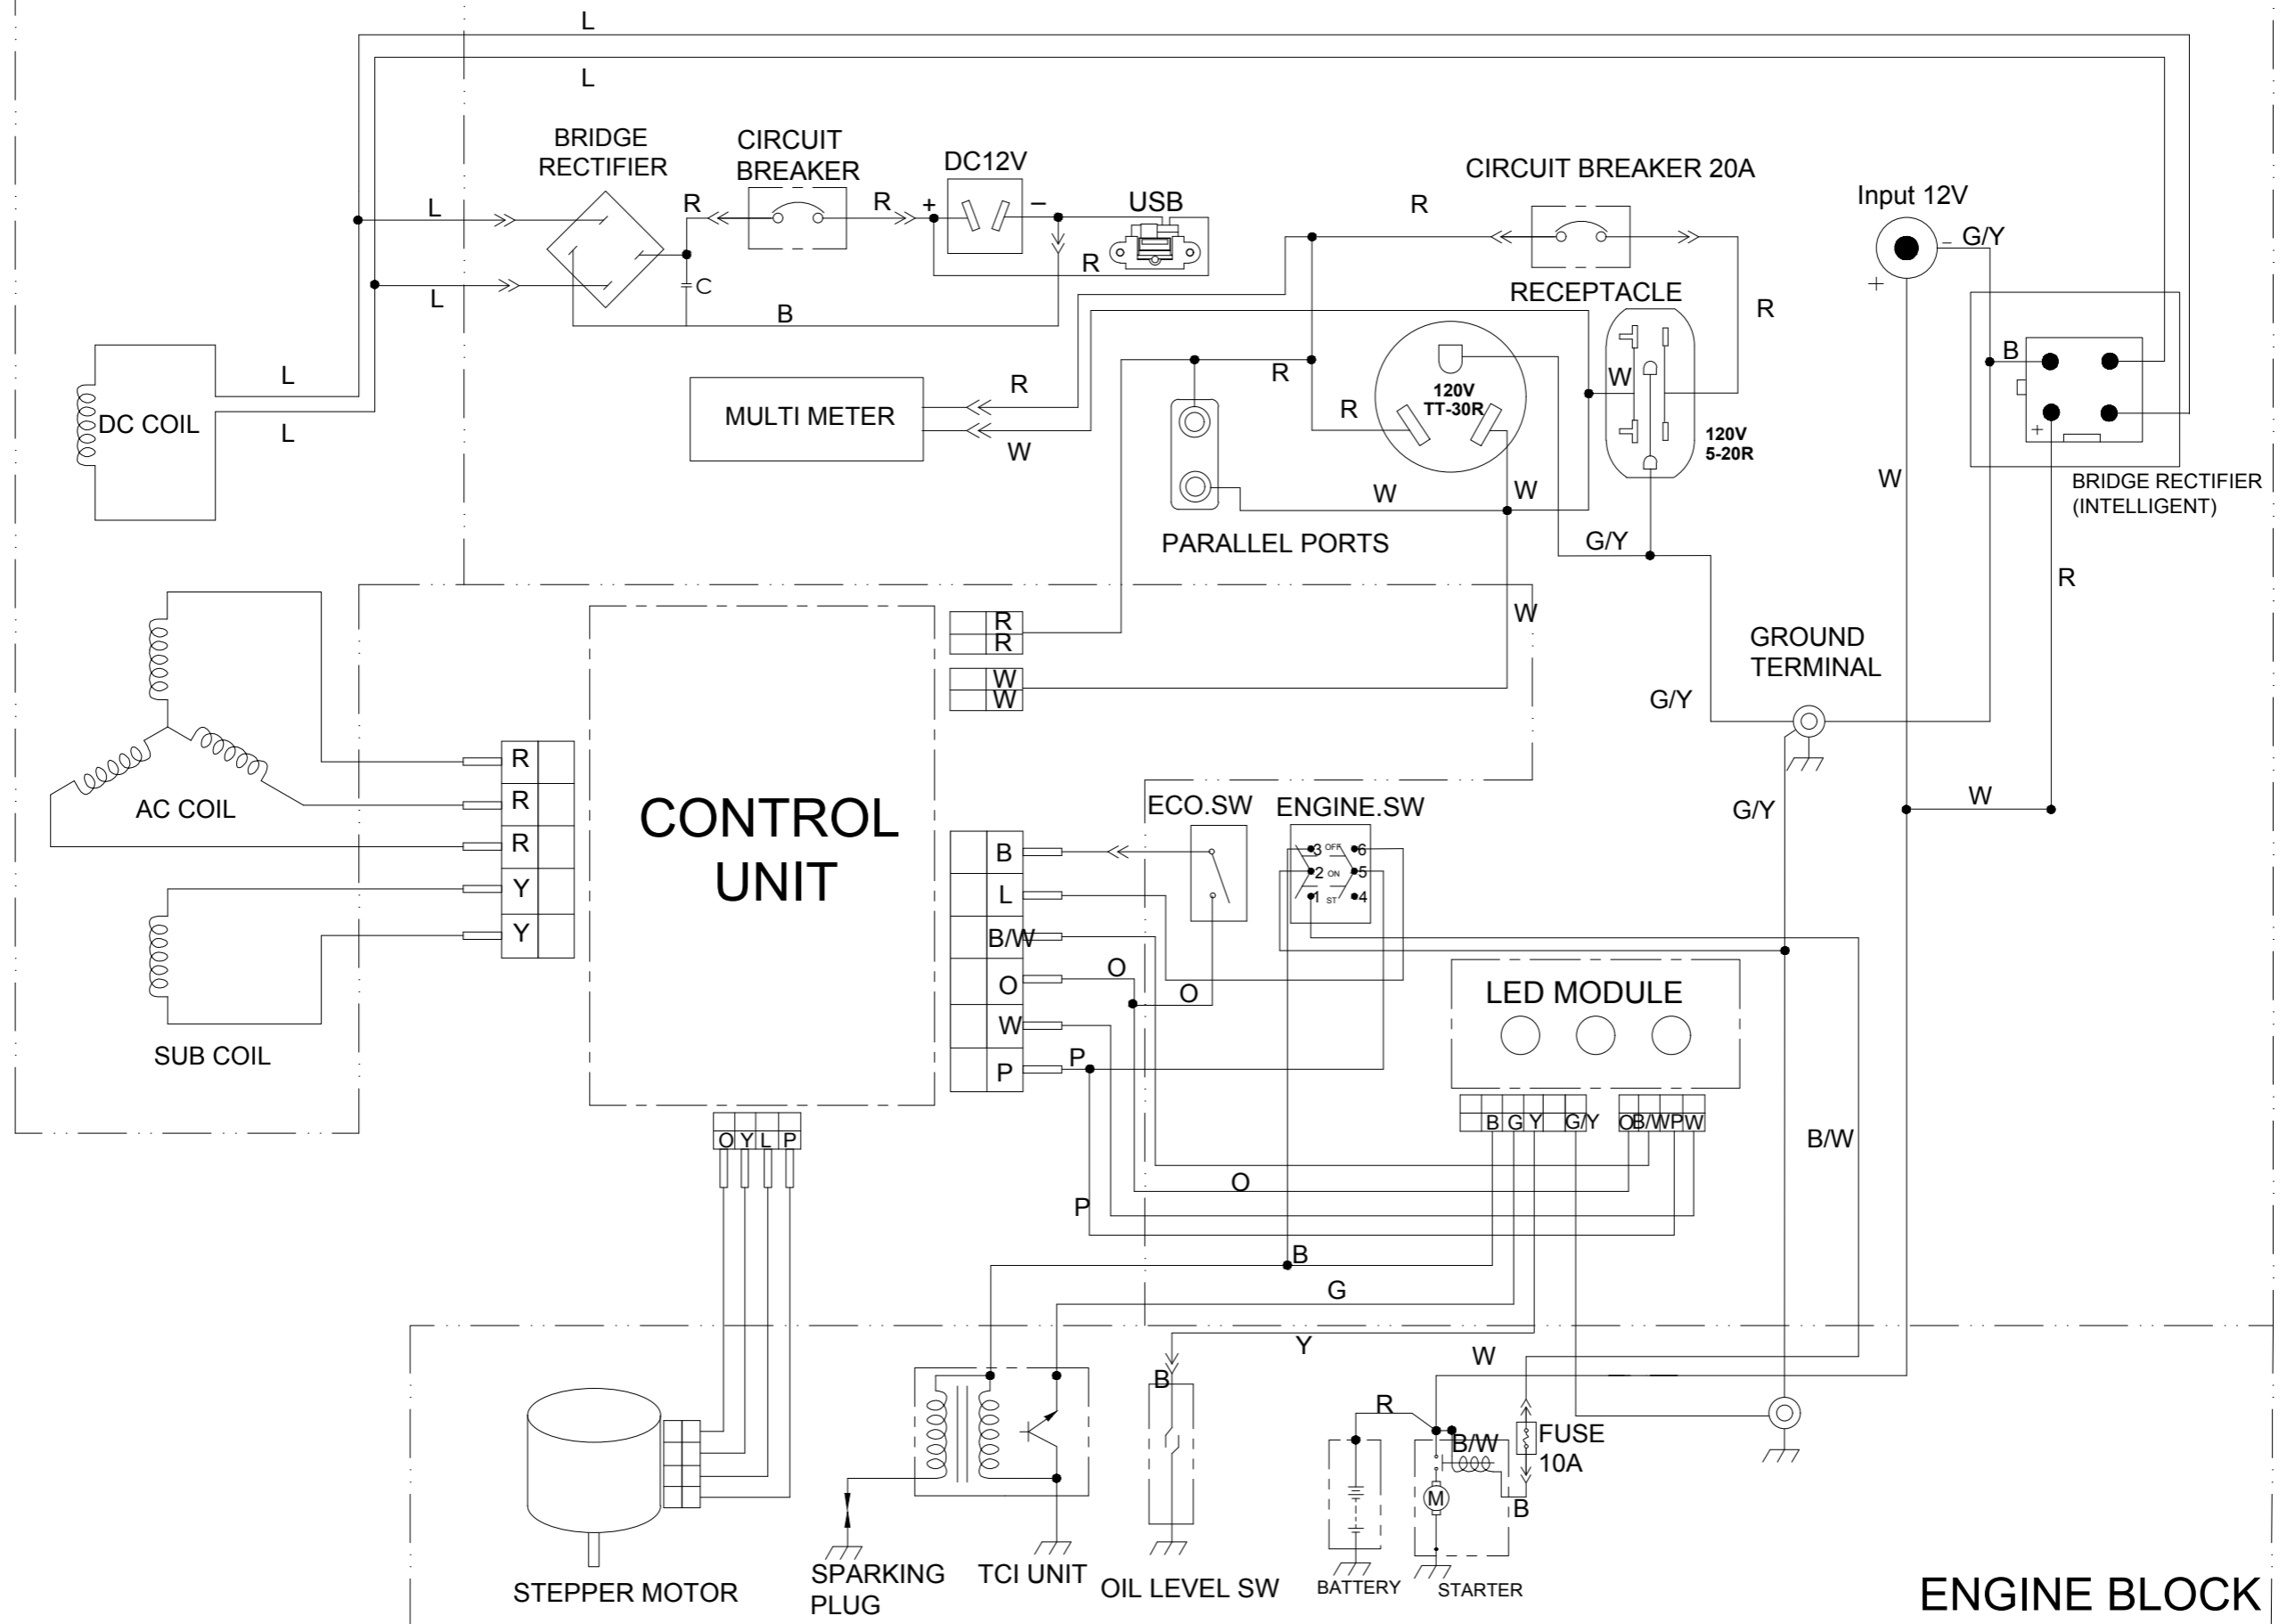 L
L
BRIDGE
RECTIFIER
CIRCUIT
BREAKER
DC12V
USB
CIRCUIT BREAKER 20A
Input 12V
L
R
R
+
−
R
− G/Y
+
L
C
R
B
RECEPTACLE
R
B
+
BRIDGE RECTIFIER
(INTELLIGENT)
L
DC COIL
L
MULTI METER
R
W
R
R
120V
TT-30R
W
120V
5-20R
W
W
W
PARALLEL PORTS
G/Y
R
W
R
R
W
W
GROUND
TERMINAL
G/Y
G/Y
W
AC COIL
R
R
R
Y
Y
SUB COIL
CONTROL
UNIT
ECO.SW
ENGINE.SW
3 OFF 6
2 ON 5
1 ST 4
B
L
B/W
O
W
P
O
O
P
LED MODULE
B G Y G/Y
O B/W P W
B/W
O Y L P
O
P
B
G
Y
W
B
R
B/W
FUSE
10A
M
B
STEPPER MOTOR
SPARKING
PLUG
TCI UNIT
OIL LEVEL SW
BATTERY
STARTER
ENGINE BLOCK